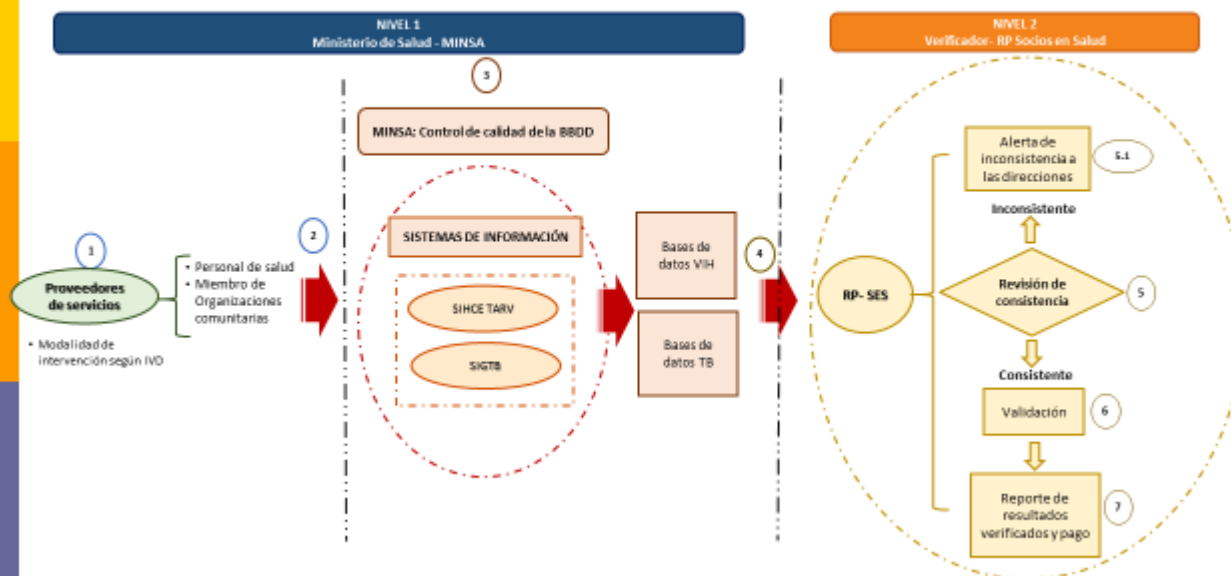 NIVEL 1
Ministerio de Salud - MINSA
NIVEL 2
Verificador- RP Socios en Salud
3
MINSA: Control de calidad de la BBDD
1
Proveedores
de servicios
• Modalidad de
intervención según IVD
• Personal de salud
• Miembro de
Organizaciones
comunitarias
2
SISTEMAS DE INFORMACIÓN
SIHCE TARV
SIGTB
Bases de
datos VIH
Bases de
datos TB
4
RP- SES
Alerta de
inconsistencia a
las direcciones
5.1
Inconsistente
Revisión de
consistencia
5
Consistente
Validación
6
Reporte de
resultados
verificados y pago
7